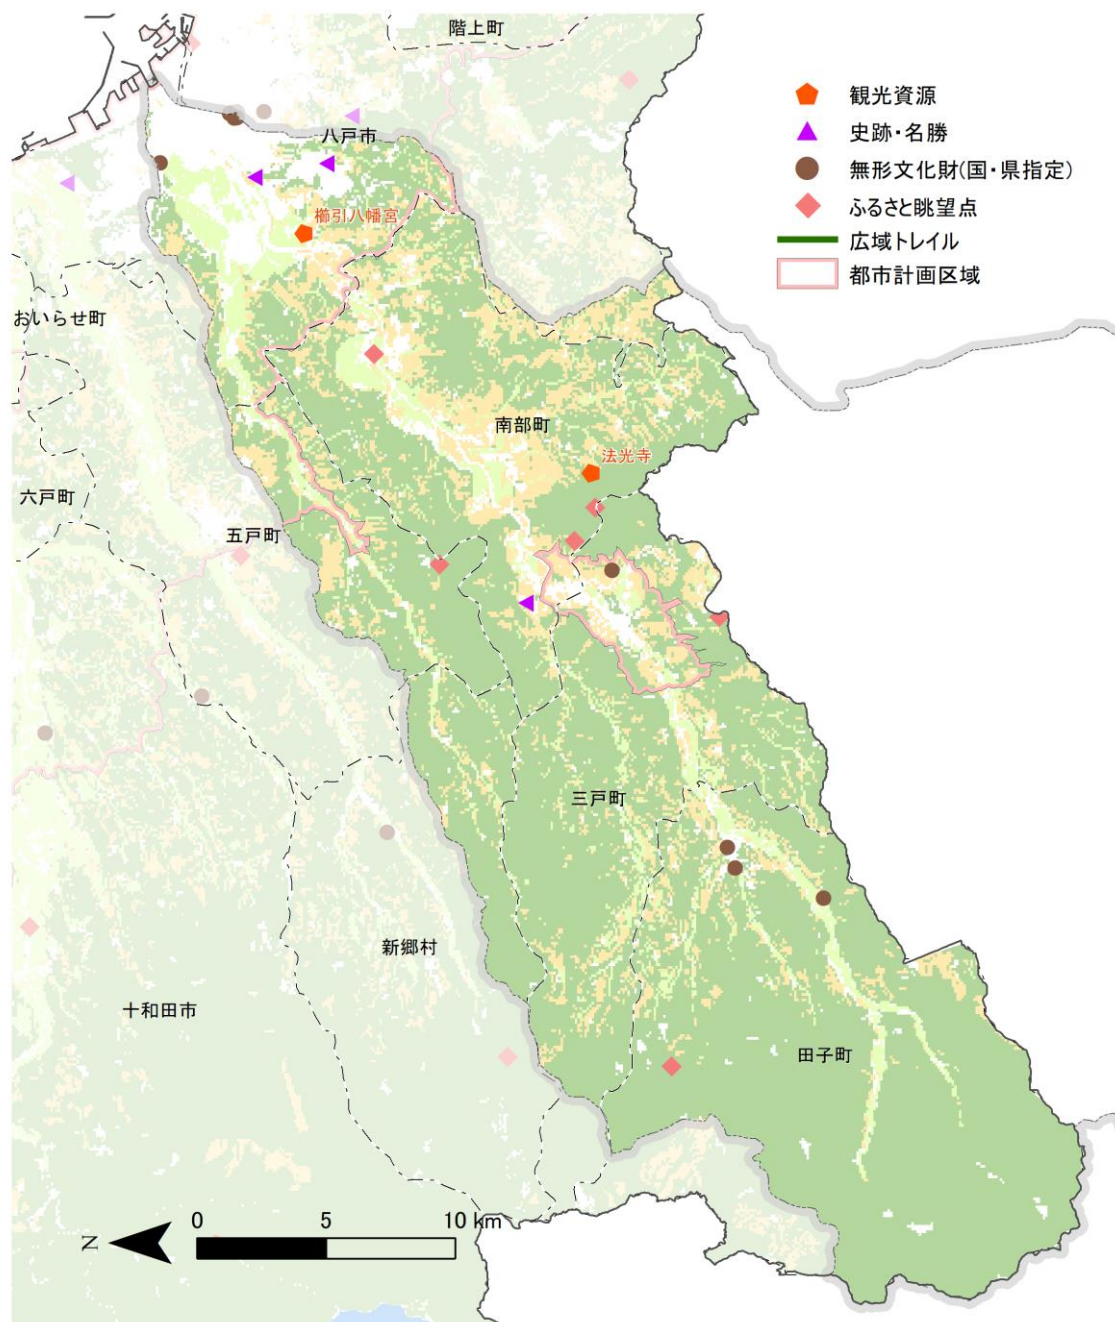 階上町
観光資源
史跡・名勝
無形文化財(国・県指定)
ふるさと眺望点
広域トレイル
都市計画区域
八戸市
櫛引八幡宮
おいらせ町
南部町
法光寺
六戸町
五戸町
三戸町
新郷村
十和田市
田子町
N
0 5 10 km